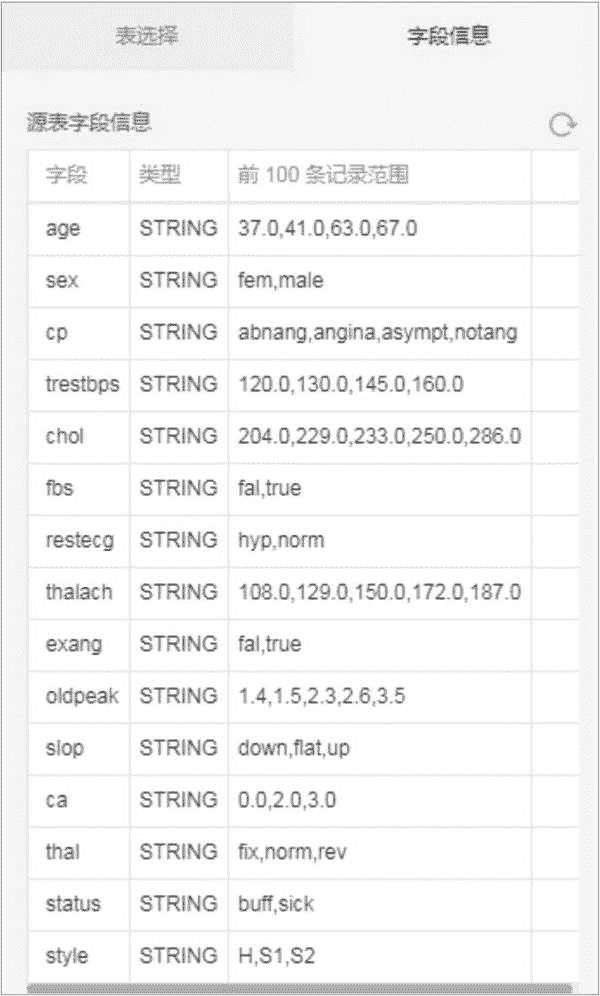 表选择 字段信息
源表字段信息
字段 类型 前 100 条记录范围
age STRING 37.0,41.0,63.0,67.0
sex STRING fem,male
cp STRING abnang,angina,asympt,notang
trestbps STRING 120.0,130.0,145.0,160.0
chol STRING 204.0,229.0,233.0,250.0,286.0
fbs STRING fal,true
restecg STRING hyp,norm
thalach STRING 108.0,129.0,150.0,172.0,187.0
exang STRING fal,true
oldpeak STRING 1.4,1.5,2.3,2.6,3.5
slop STRING down,flat,up
ca STRING 0.0,2.0,3.0
thal STRING fix,norm,rev
status STRING buff,sick
style STRING H,S1,S2